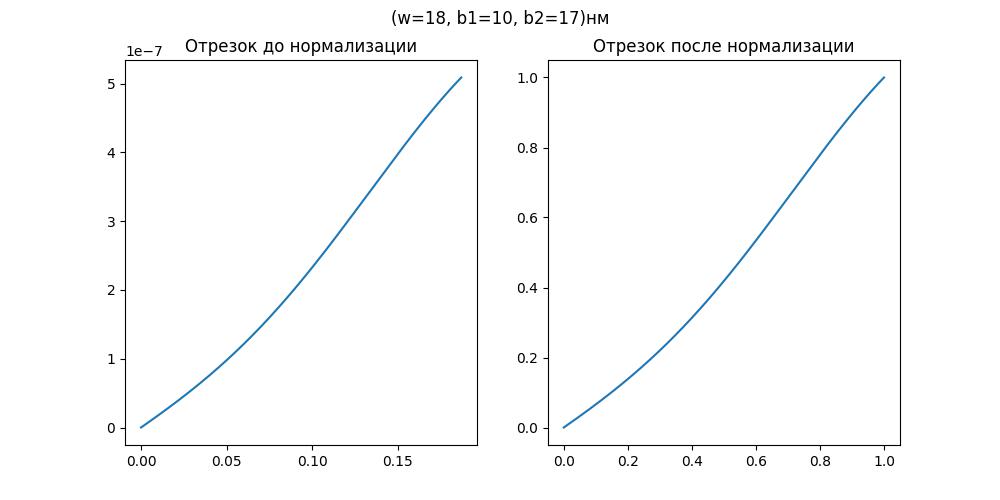 (w=18, b1=10, b2=17)нм
Отрезок до нормализации
1e−7
5
4
3
2
1
0
0.00 0.05 0.10 0.15
Отрезок после нормализации
1.0
0.8
0.6
0.4
0.2
0.0
0.0 0.2 0.4 0.6 0.8 1.0